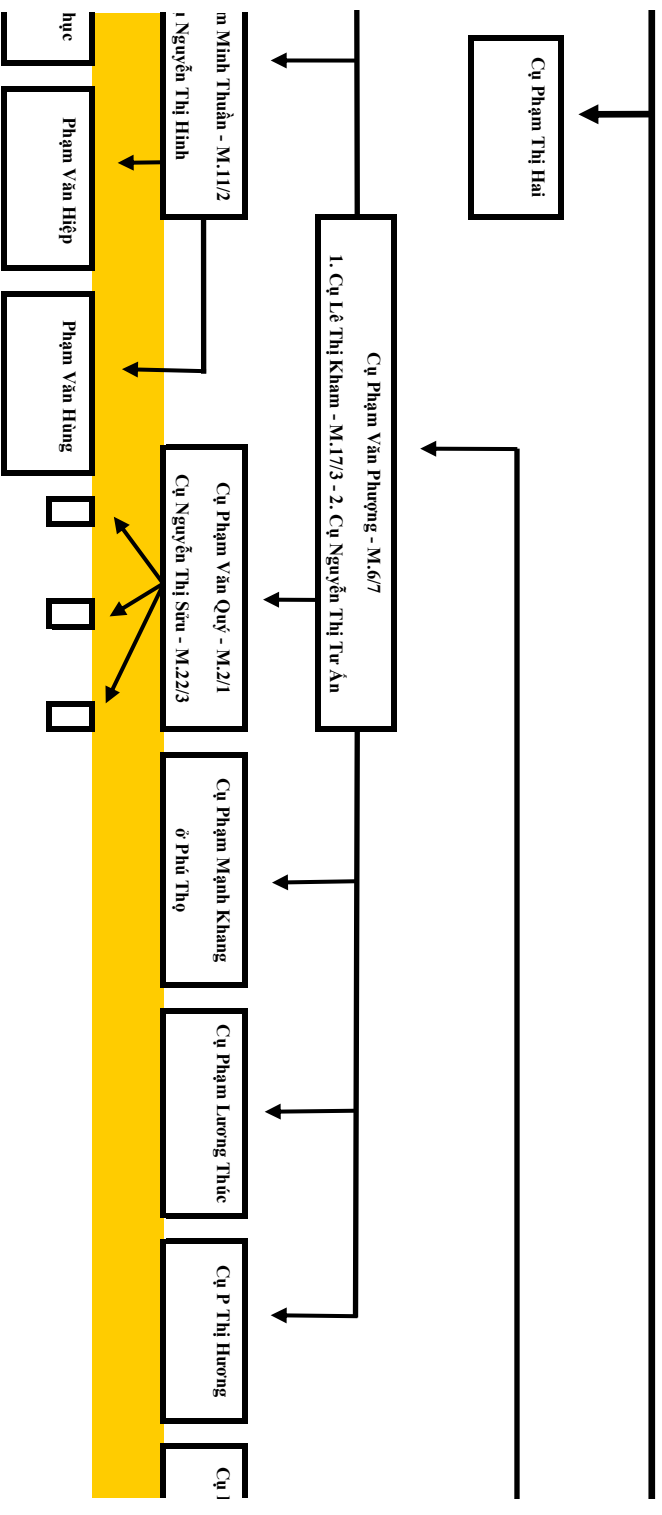 Cụ Phạm Thị Hai
Cụ Phạm Văn Phượng - M.6/7
1. Cụ Lê Thị Kham - M.17/3 - 2. Cụ Nguyễn Thị Tư Ấn
Minh Thuần - M.11/2
Nguyễn Thị Hinh
Cụ Phạm Văn Quý - M.2/1
Cụ Nguyễn Thị Sửu - M.22/3
Cụ Phạm Mạnh Khang
ở Phú Thọ
Cụ Phạm Lương Thúc
Cụ P Thị Hương
Cụ
Phạm Văn Hiệp
Phạm Văn Hùng